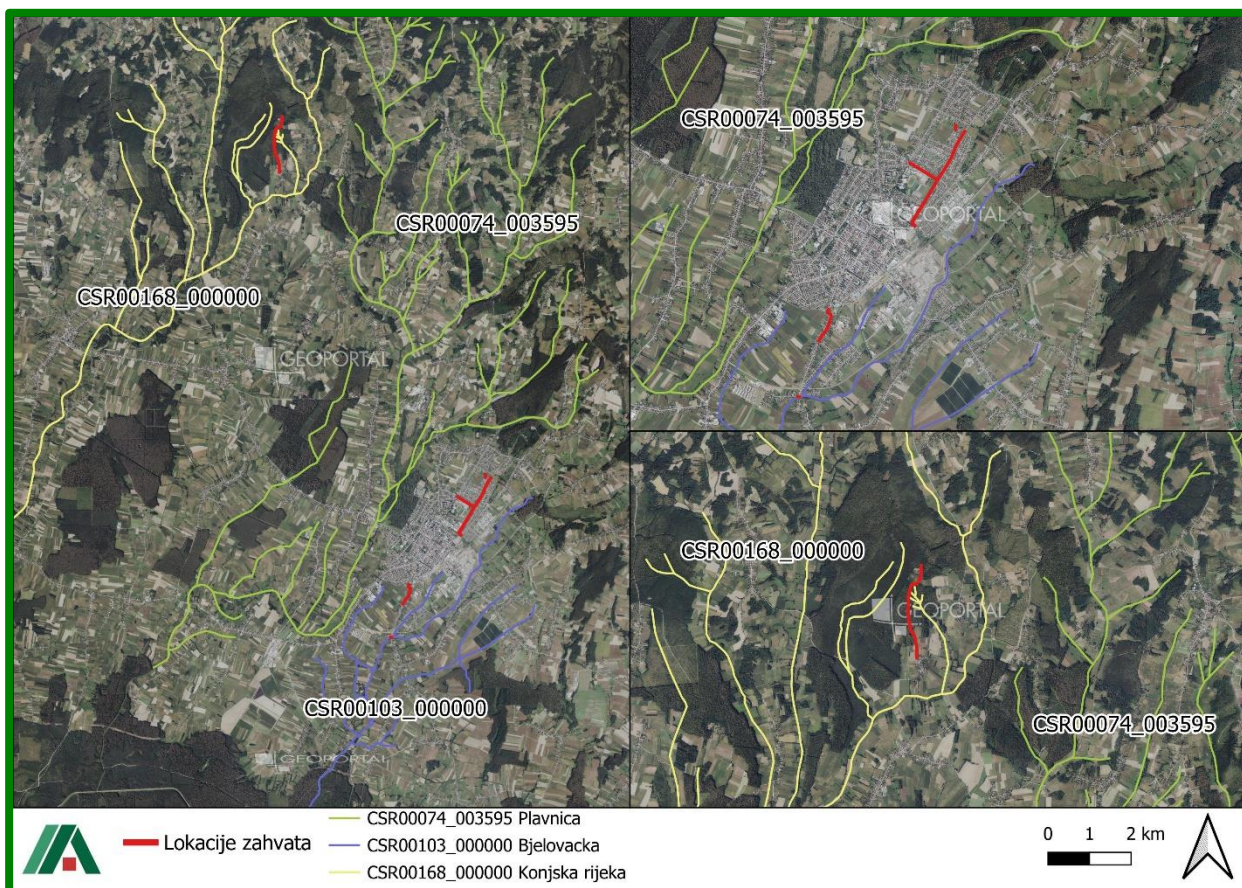 CSR00074_003595
CSR00168_000000
GEOPORTAL
CSR00103_000000
GEOPORTAL
CSR00074_003595
GEOPORTAL
CSR00168_000000
GEOPORTAL
CSR00074_003595
Lokacije zahvata
CSR00074_003595 Plavnica
CSR00103_000000 Bjelovacka
CSR00168_000000 Konjska rijeka
0 1 2 km